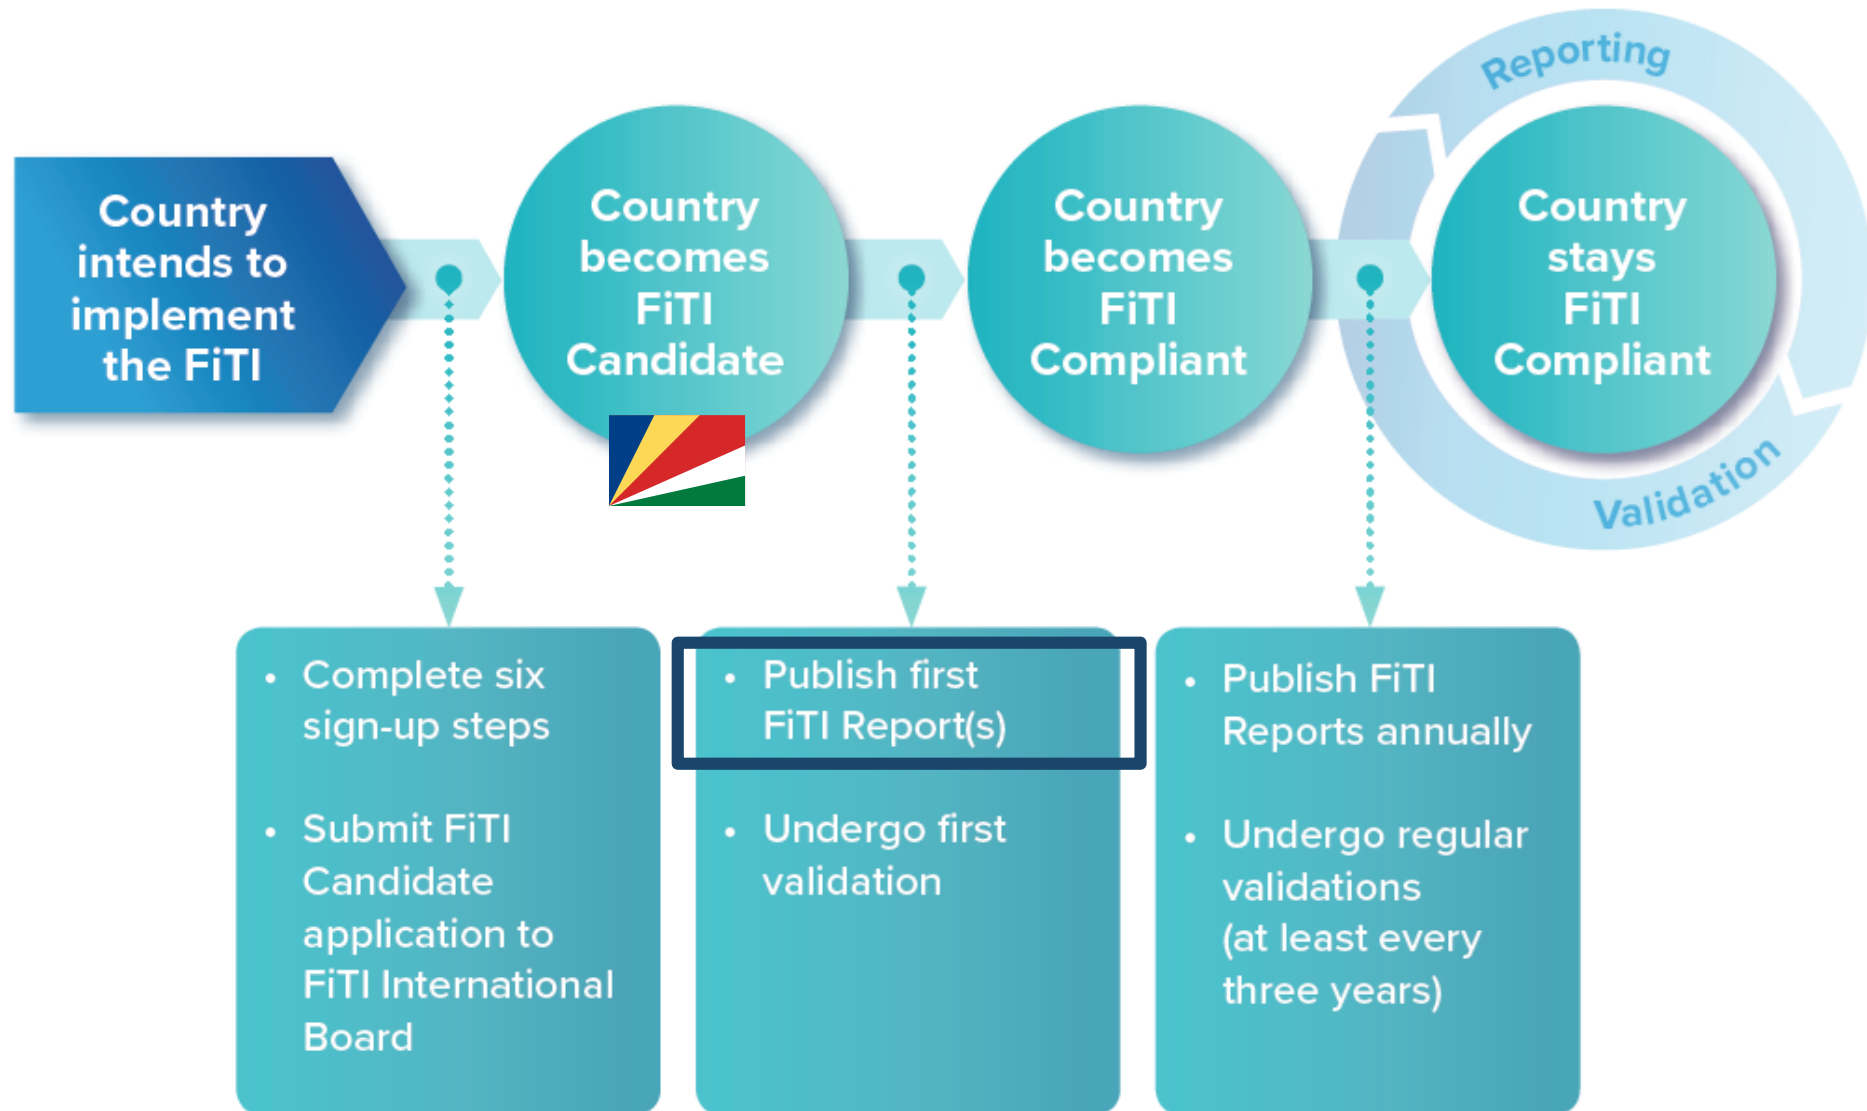 Country
intends to
implement
the FiTI
Country
becomes
FiTI
Candidate
Country
becomes
FiTI
Compliant
Reporting
Country
stays
FiTI
Compliant
Validation
• Complete six
sign-up steps
• Submit FiTI
Candidate
application to
FiTI International
Board
• Publish first
FiTI Report(s)
• Undergo first
validation
• Publish FiTI
Reports annually
• Undergo regular
validations
(at least every
three years)